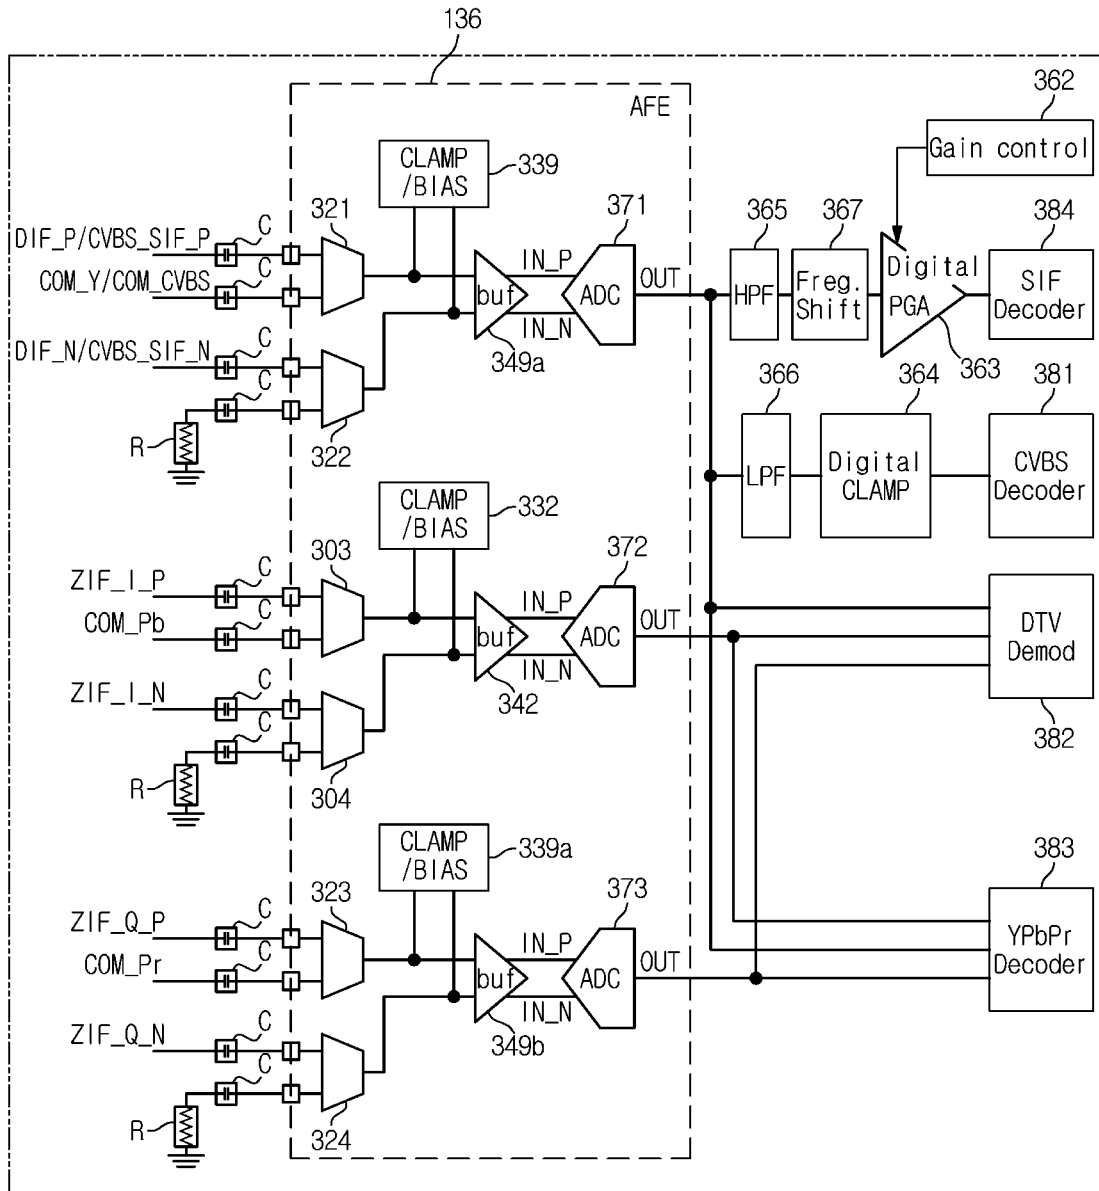 136
AFE
362
Gain control
CLAMP
/BIAS
339
321
371
365
367
384
DIF_P/CVBS_SIF_P
C
COM_Y/COM_CVBS
C
buf
IN_P
IN_N
ADC
OUT
HPF
Freg.
Shift
Digital
PGA
SIF
Decoder
363
DIF_N/CVBS_SIF_N
C
C
349a
R
322
366
364
381
LPF
Digital
CLAMP
CVBS
Decoder
CLAMP
/BIAS
332
303
372
ZIF_I_P
C
COM_Pb
C
buf
IN_P
IN_N
ADC
OUT
DTV
Demod
ZIF_I_N
C
C
342
382
R
304
CLAMP
/BIAS
339a
383
323
373
ZIF_Q_P
C
COM_Pr
C
buf
IN_P
IN_N
ADC
OUT
YPbPr
Decoder
ZIF_Q_N
C
C
349b
R
324